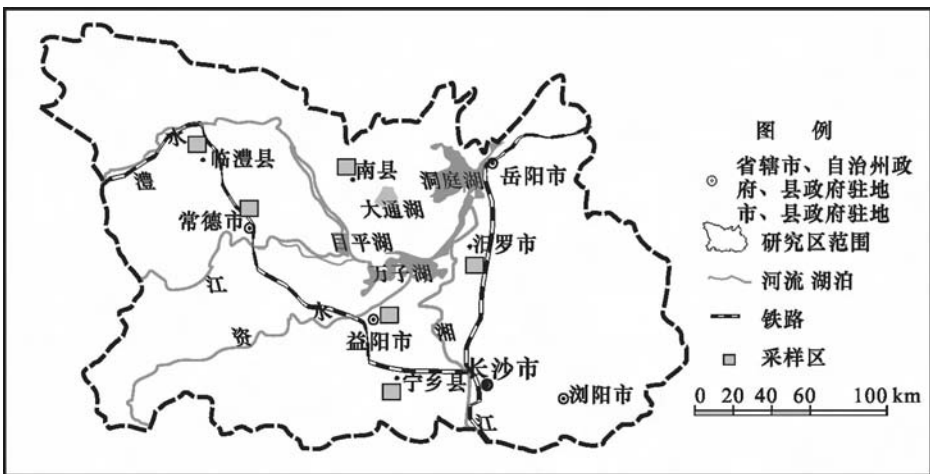 水
临澧县
澧
南县
洞庭湖
岳阳市
大通湖
常德市
目平湖
汨罗市
万子湖
江
水
资
湘
益阳市
长沙市
宁乡县
浏阳市
江
图 例
省辖市、自治州政
府、县政府驻地
市、县政府驻地
研究区范围
河流 湖泊
铁路
采样区
0 20 40 60 100 km